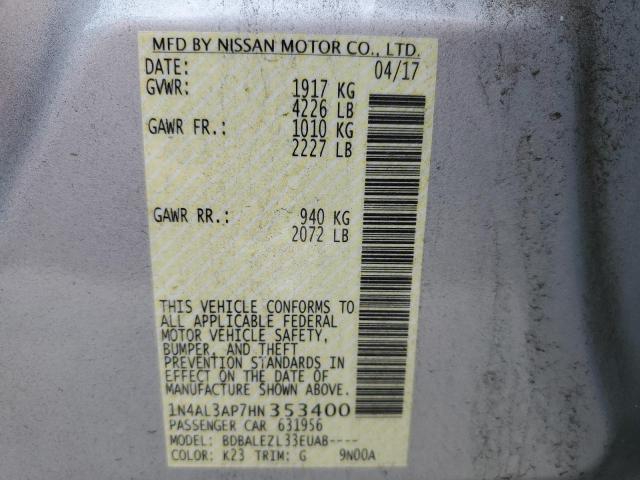 MFD BY NISSAN MOTOR CO., LTD.
DATE: 04/17
GVWR: 1917 KG
4226 LB
GAWR FR.: 1010 KG
2227 LB
GAWR RR.: 940 KG
2072 LB
THIS VEHICLE CONFORMS TO
ALL APPLICABLE FEDERAL
MOTOR VEHICLE SAFETY,
BUMPER, AND THEFT
PREVENTION STANDARDS IN
EFFECT ON THE DATE OF
MANUFACTURE SHOWN ABOVE.
1N4AL3AP7HN353400
PASSENGER CAR 631956
MODEL: BDBALEZL33EUAB----
COLOR: K23 TRIM: G 9N00A